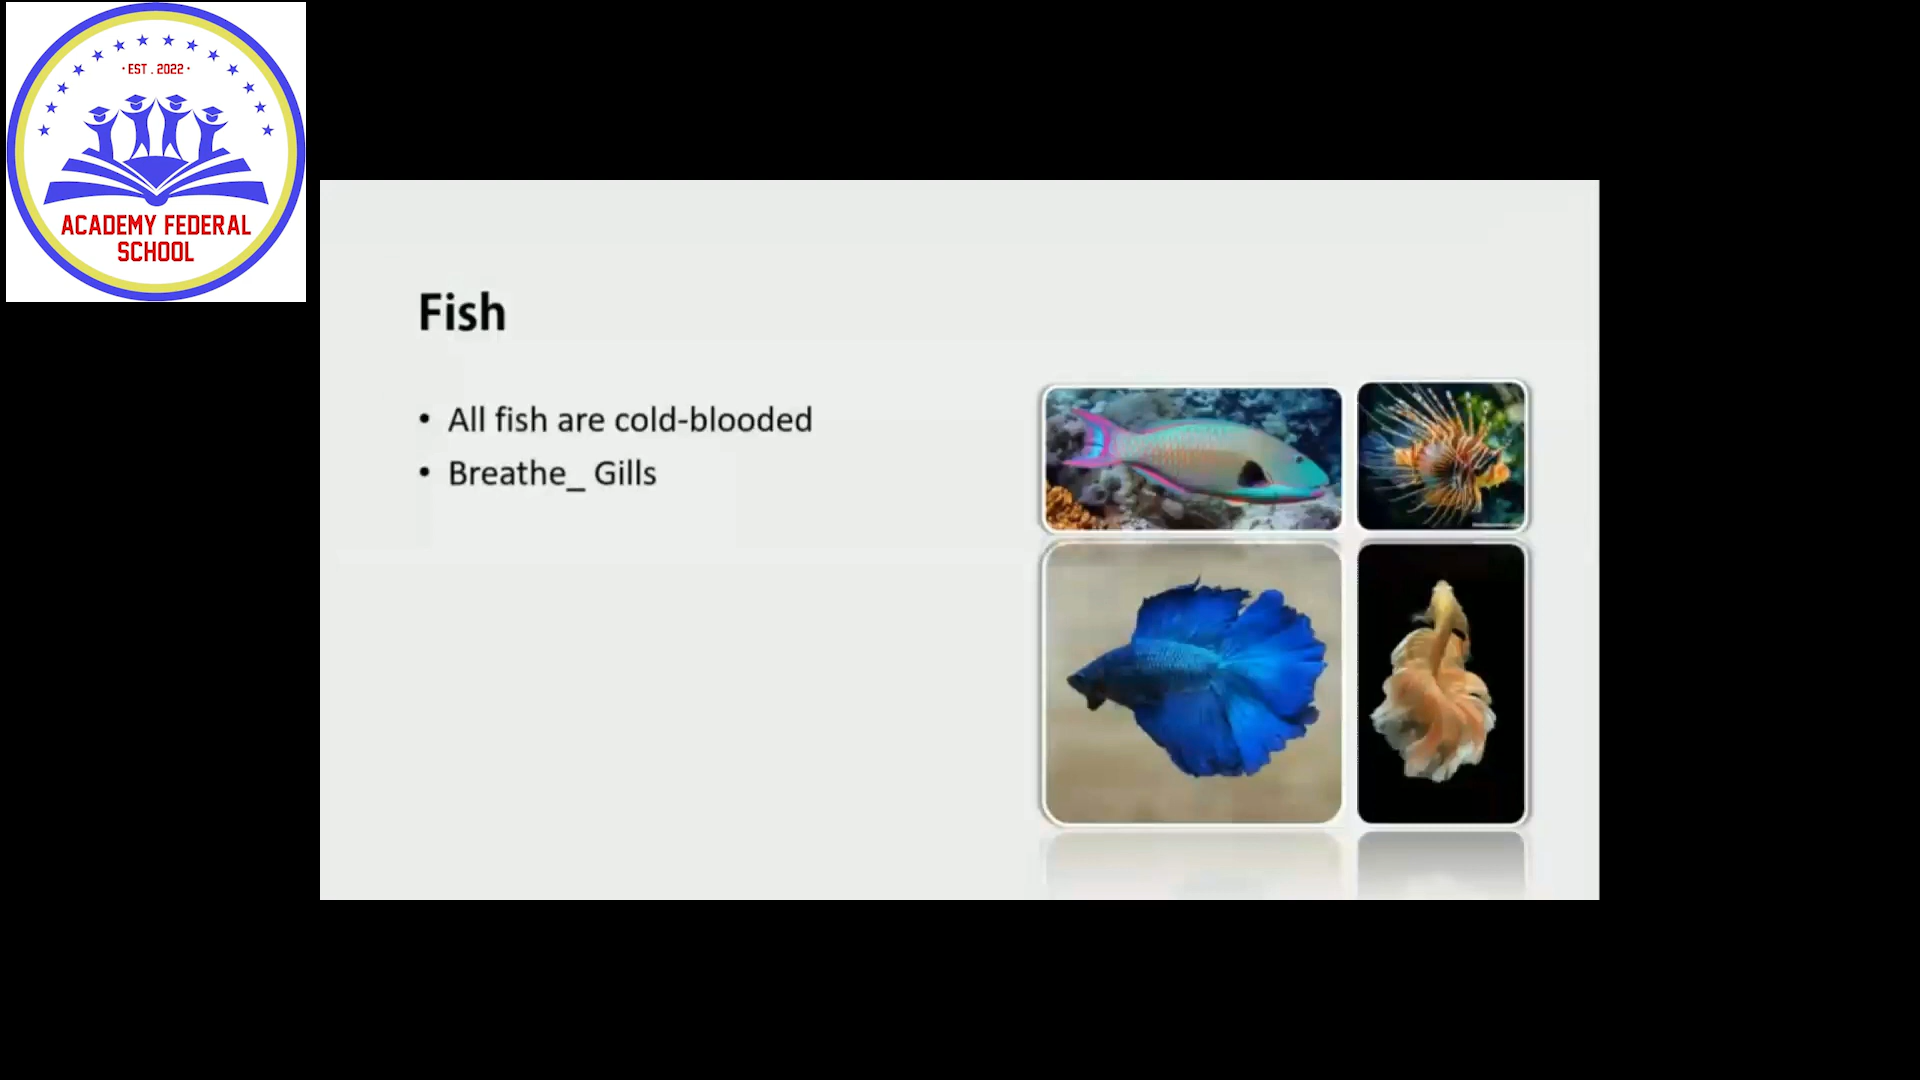 · EST . 2022 ·
ACADEMY FEDERAL
SCHOOL
Fish
• All fish are cold-blooded
• Breathe_ Gills